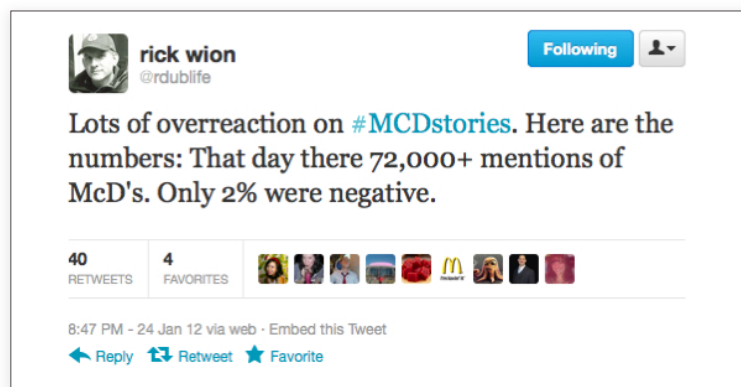 rick wion
@rdublife
Following
Lots of overreaction on #MCDstories. Here are the
numbers: That day there 72,000+ mentions of
McD's. Only 2% were negative.
40
RETWEETS
4
FAVORITES
8:47 PM - 24 Jan 12 via web · Embed this Tweet
Reply Retweet Favorite